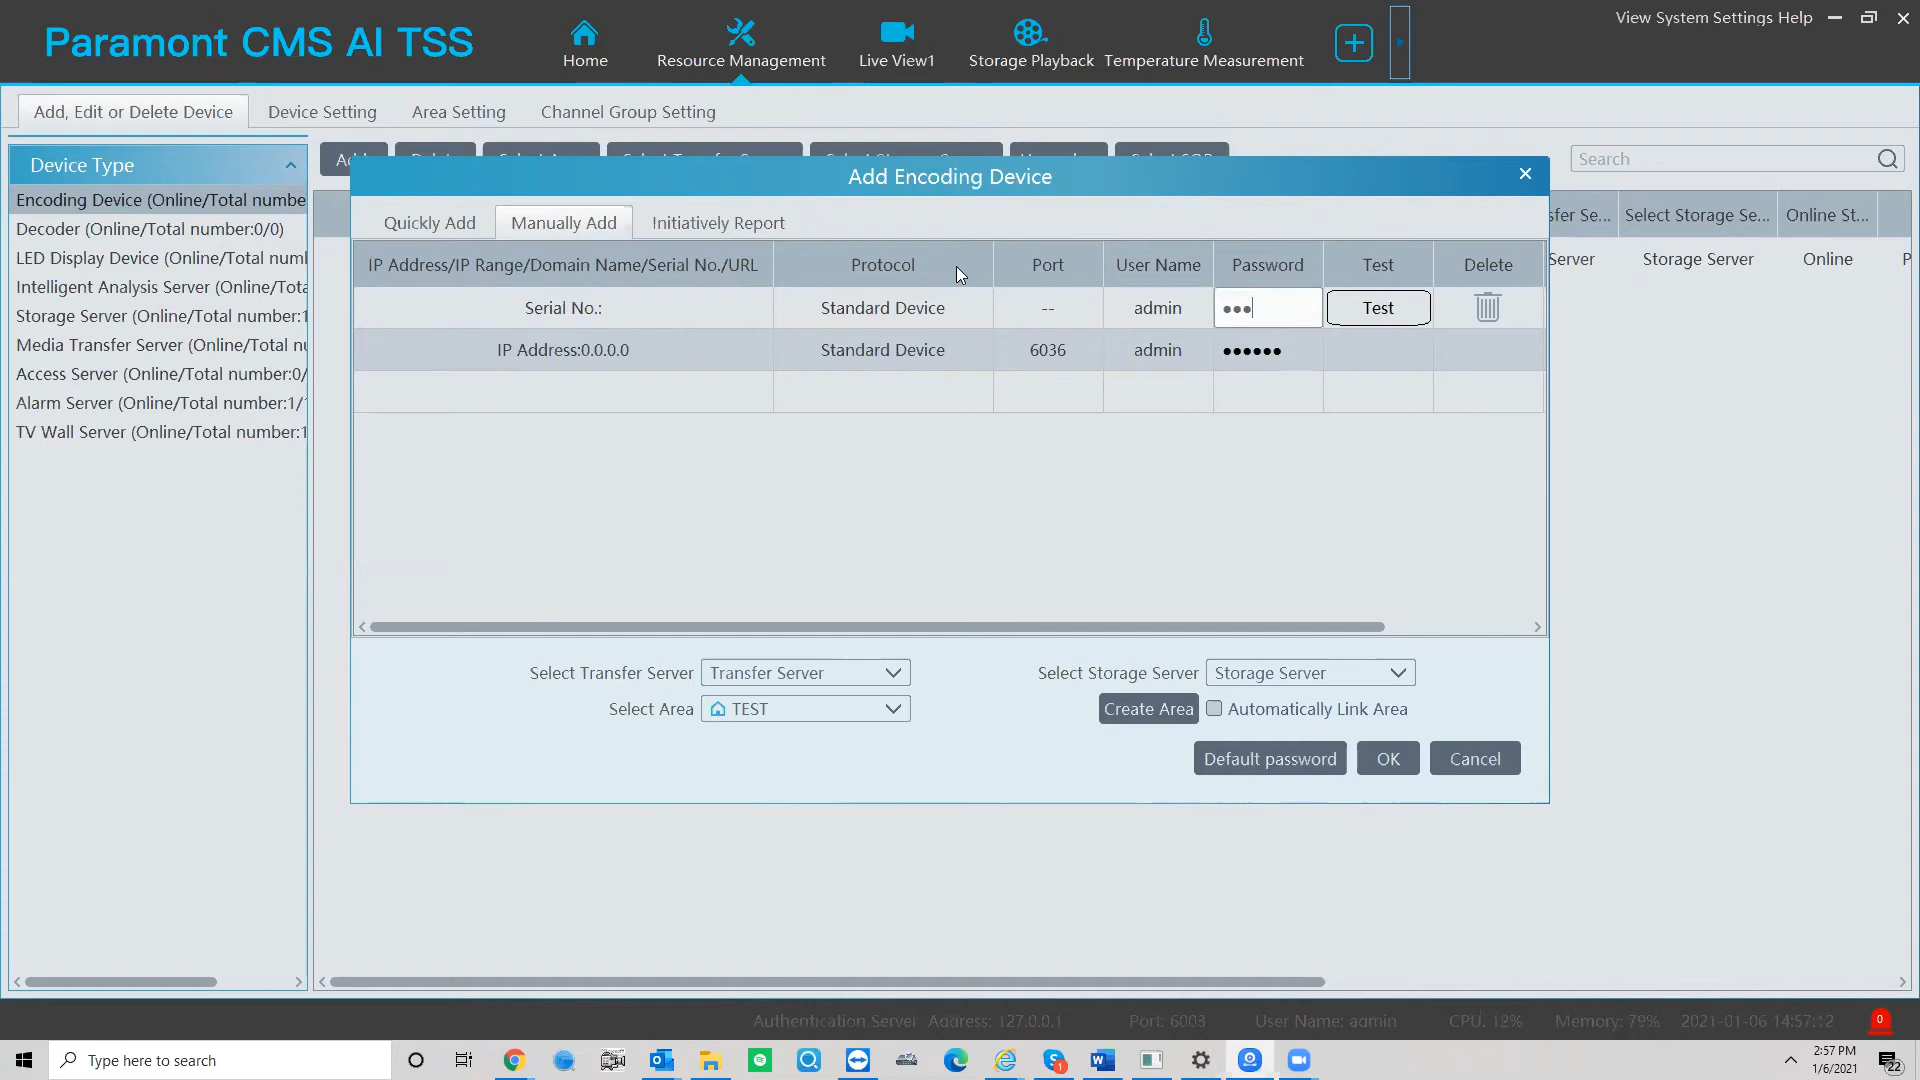 Paramont CMS AI TSS
Home
Resource Management
Live View1
Storage Playback
Temperature Measurement
View System Settings Help
Add, Edit or Delete Device
Device Setting
Area Setting
Channel Group Setting
Device Type
Search
Encoding Device (Online/Total numbe
Decoder (Online/Total number:0/0)
LED Display Device (Online/Total num
Intelligent Analysis Server (Online/Tota
Storage Server (Online/Total number:1
Media Transfer Server (Online/Total n
Access Server (Online/Total number:0/
Alarm Server (Online/Total number:1/
TV Wall Server (Online/Total number:1
Add Encoding Device
Quickly Add
Manually Add
Initiatively Report
IP Address/IP Range/Domain Name/Serial No./URL
Protocol
Port
User Name
Password
Test
Delete
Serial No.:
Standard Device
--
admin
•••
Test
IP Address:0.0.0.0
Standard Device
6036
admin
••••••
sfer Se...
Select Storage Se...
Online St...
Server
Storage Server
Online
P
Select Transfer Server
Transfer Server
Select Storage Server
Storage Server
Select Area
TEST
Create Area
Automatically Link Area
Default password
OK
Cancel
Authentication Server Address: 127.0.0.1
Port: 6003
User Name: admin
CPU: 12%
Memory: 79%
2021-01-06 14:57:12
0
Type here to search
2:57 PM
1/6/2021
22